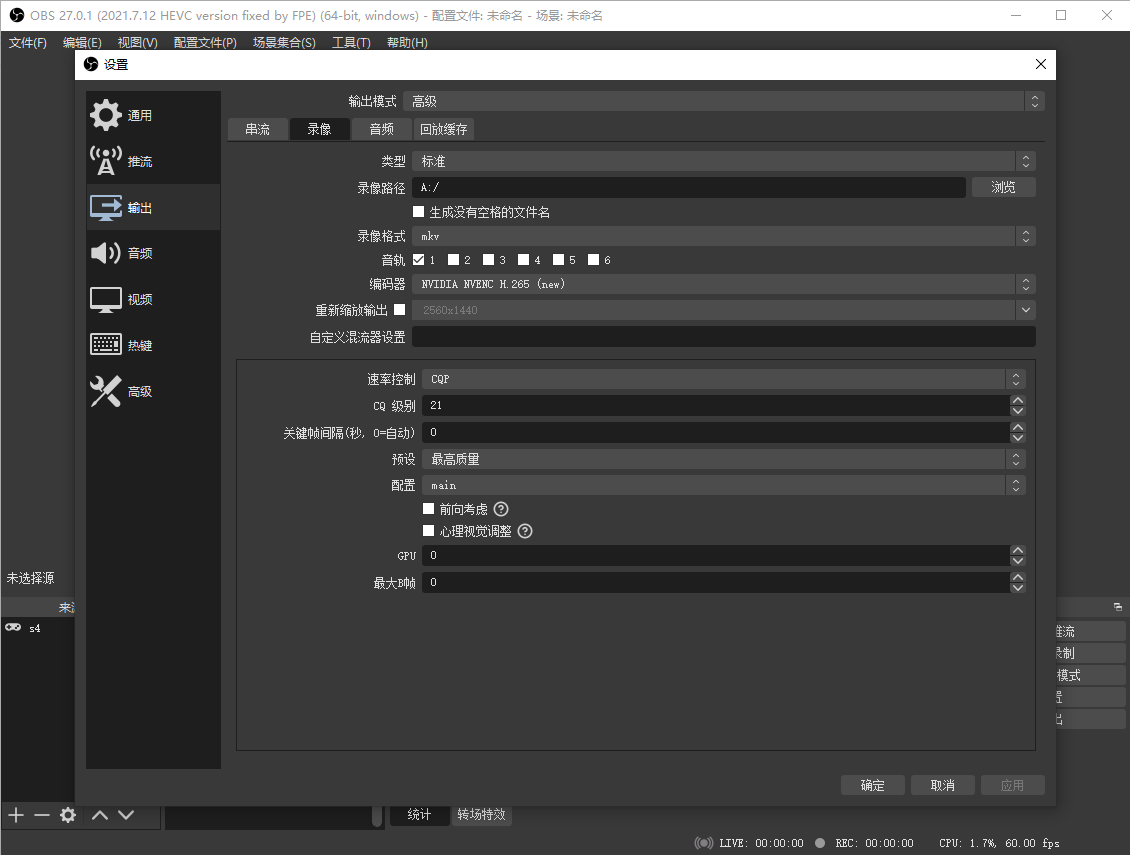 OBS 27.0.1 (2021.7.12 HEVC version fixed by FPE) (64-bit, windows) - 配置文件: 未命名 - 场景: 未命名
文件(F) 编辑(E) 视图(V) 配置文件(P) 场景集合(S) 工具(T) 帮助(H)
设置
通用
推流
输出
音频
视频
热键
高级
输出模式 高级
串流 录像 音频 回放缓存
类型 标准
录像路径 A:/ 浏览
生成没有空格的文件名
录像格式 mkv
音轨 1 2 3 4 5 6
编码器 NVIDIA NVENC H.265 (new)
重新缩放输出 2560x1440
自定义混流器设置
速率控制 CQP
CQ 级别 21
关键帧间隔(秒, 0=自动) 0
预设 最高质量
配置 main
前向考虑 ?
心理视觉调整 ?
GPU 0
最大B帧 0
确定 取消 应用
未选择源
来
s4
推流
录制
模式
置
出
统计 转场特效
LIVE: 00:00:00 REC: 00:00:00 CPU: 1.7%, 60.00 fps